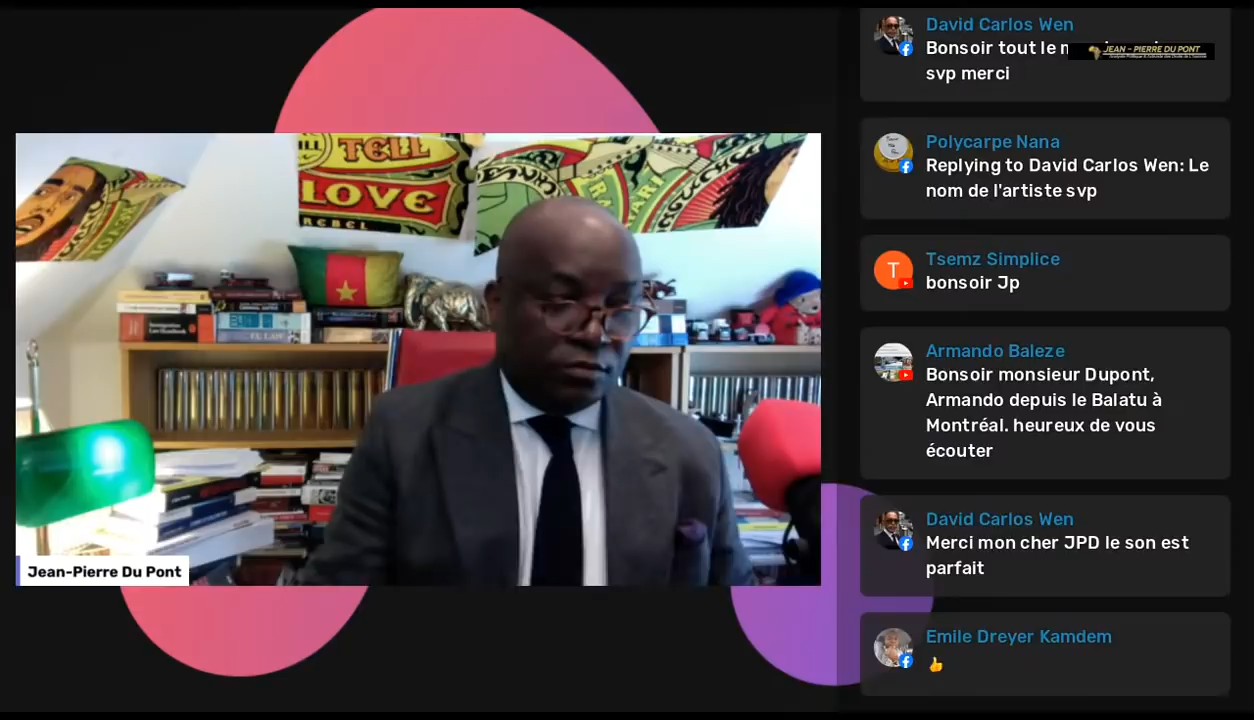 David Carlos Wen
Bonsoir tout le
svp merci
JEAN - PIERRE DU PONT
Polycarpe Nana
Replying to David Carlos Wen: Le
nom de l'artiste svp
Tsemz Simplice
T
bonsoir Jp
Armando Baleze
Bonsoir monsieur Dupont,
Armando depuis le Balatu à
Montréal. heureux de vous
écouter
David Carlos Wen
Merci mon cher JPD le son est
parfait
Emile Dreyer Kamdem
👍
TELL
LOVE
REBEL
Immigration
Law Handbook
Jean-Pierre Du Pont